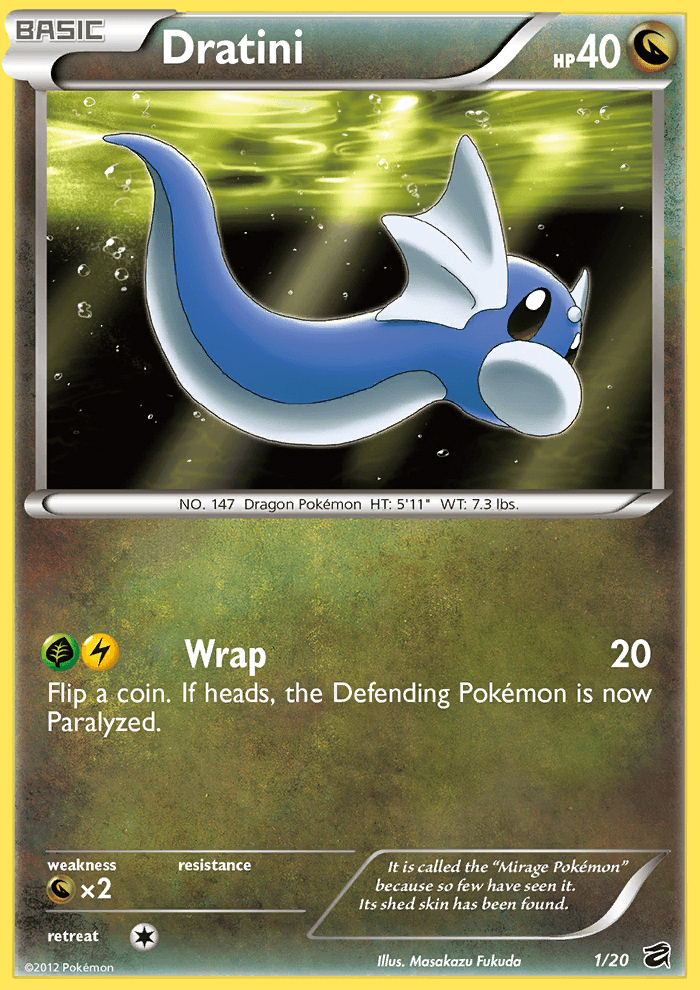 BASIC
Dratini
HP40
NO. 147 Dragon Pokémon HT: 5'11" WT: 7.3 lbs.
Wrap 20
Flip a coin. If heads, the Defending Pokémon is now
Paralyzed.
weakness resistance
×2
It is called the “Mirage Pokémon”
because so few have seen it.
Its shed skin has been found.
retreat
©2012 Pokémon
Illus. Masakazu Fukuda
1/20